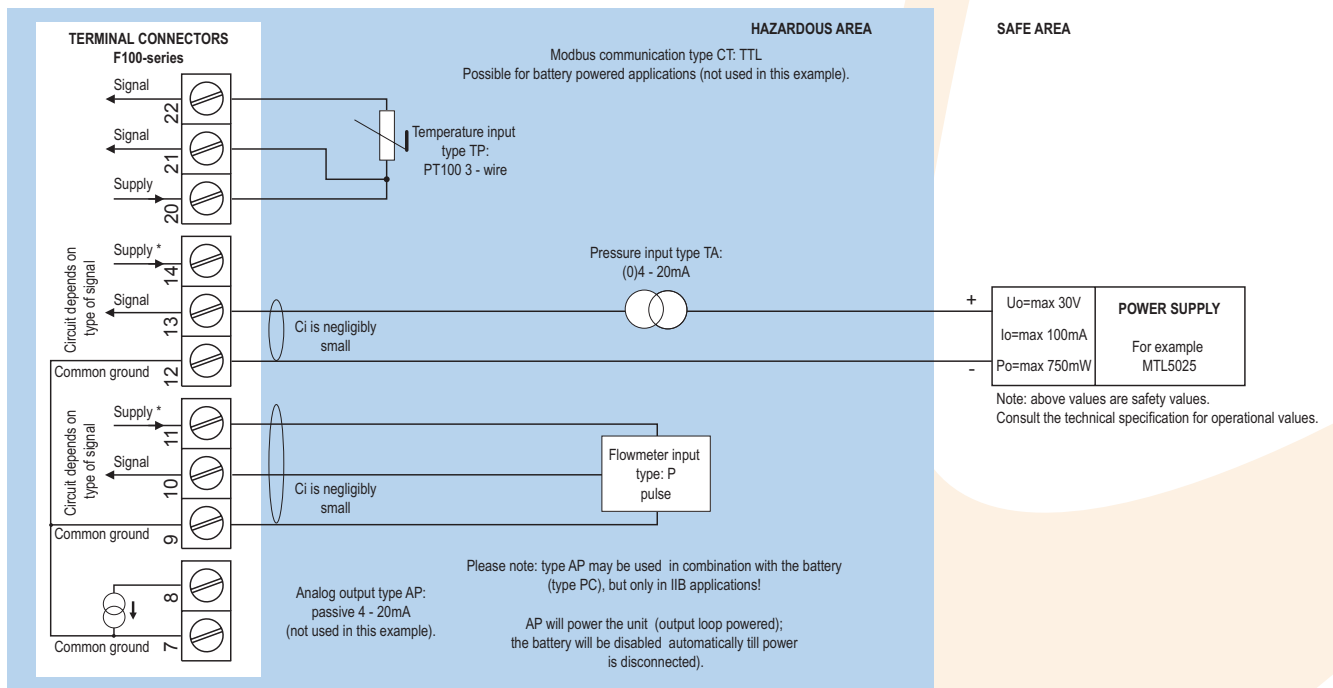 HAZARDOUS AREA
SAFE AREA
TERMINAL CONNECTORS
F100-series
Modbus communication type CT: TTL
Possible for battery powered applications (not used in this example).
Signal
22
Signal
21
Supply
20
Temperature input
type TP:
PT100 3 - wire
Circuit depends on
type of signal
Supply *
14
Signal
13
Common ground
12
Ci is negligibly
small
Pressure input type TA:
(0)4 - 20mA
+
-
Uo=max 30V
Io=max 100mA
Po=max 750mW
POWER SUPPLY
For example
MTL5025
Note: above values are safety values.
Consult the technical specification for operational values.
Circuit depends on
type of signal
Supply *
11
Signal
10
Common ground
9
Ci is negligibly
small
Flowmeter input
type: P
pulse
8
Common ground
7
Analog output type AP:
passive 4 - 20mA
(not used in this example).
Please note: type AP may be used in combination with the battery
(type PC), but only in IIB applications!
AP will power the unit (output loop powered);
the battery will be disabled automatically till power
is disconnected).